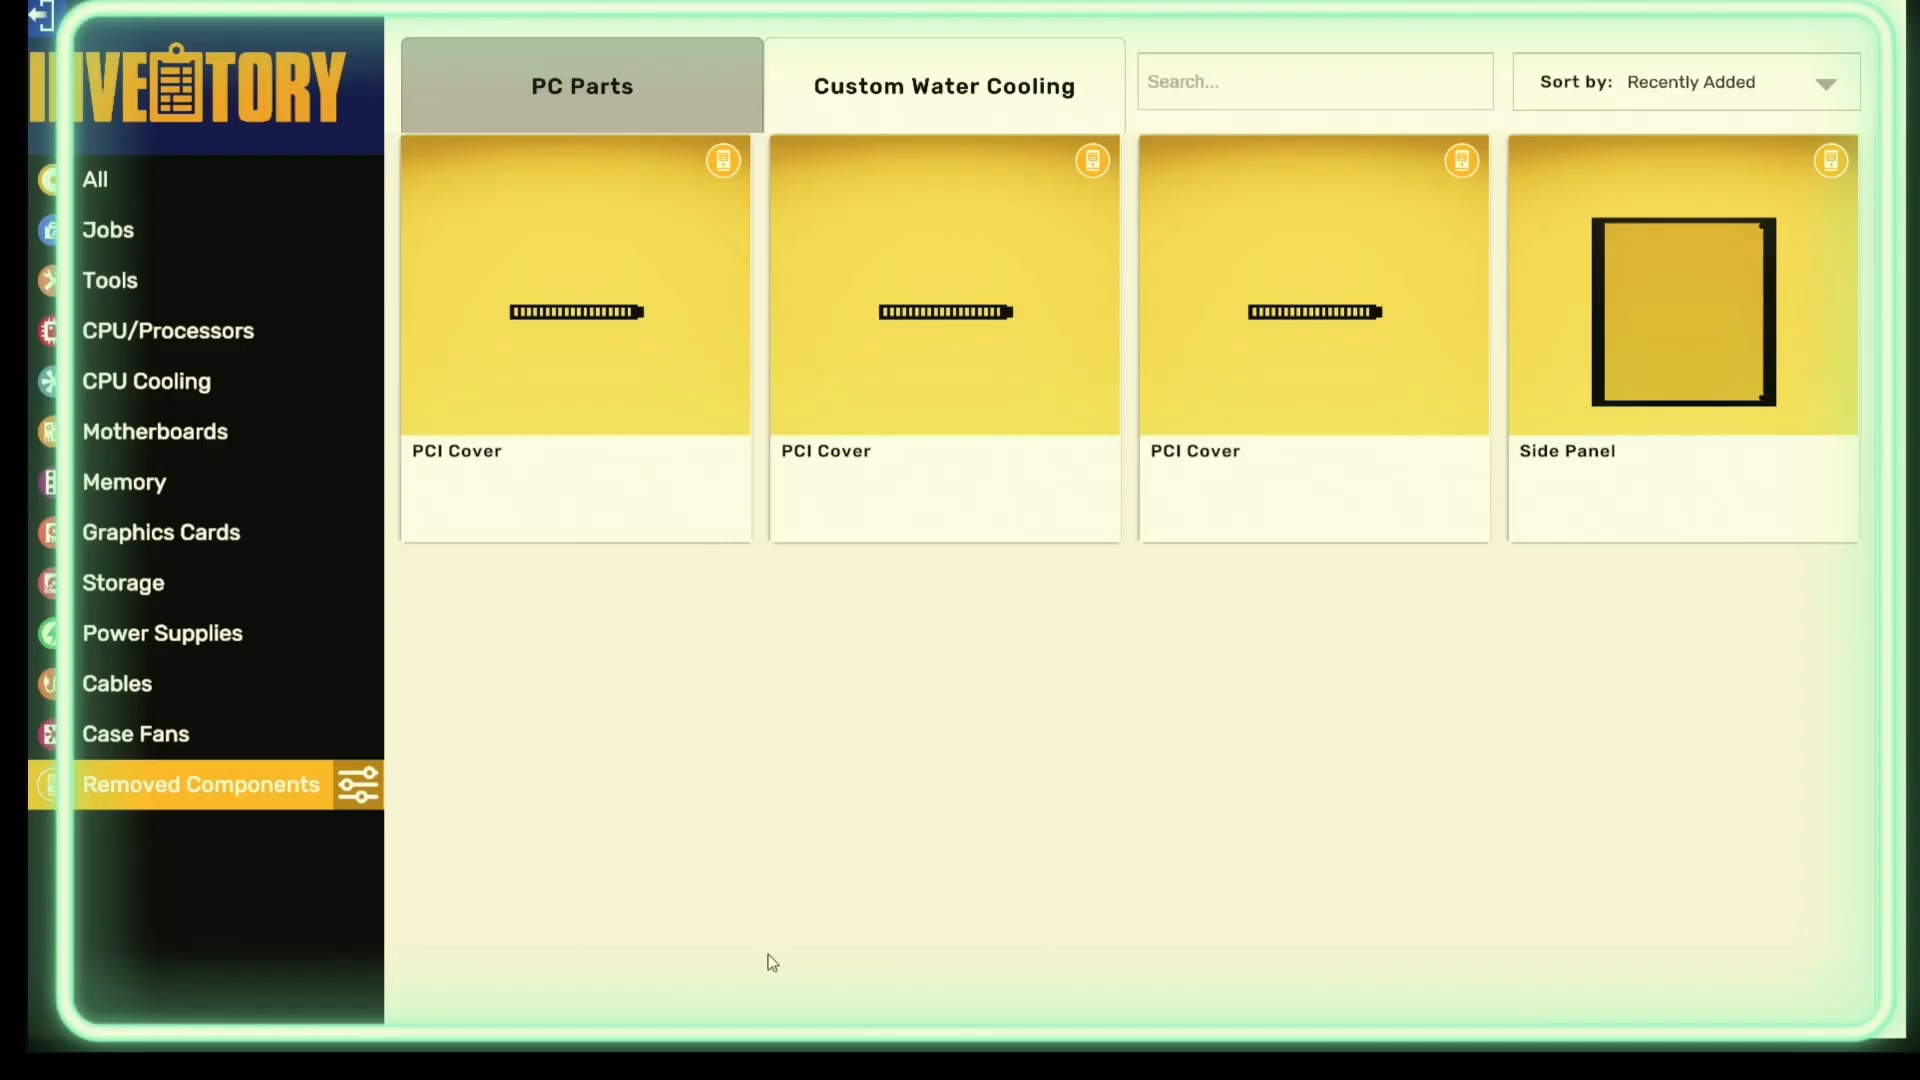 INVENTORY
All
Jobs
Tools
CPU/Processors
CPU Cooling
Motherboards
Memory
Graphics Cards
Storage
Power Supplies
Cables
Case Fans
Removed Components
PC Parts
Custom Water Cooling
Search...
Sort by: Recently Added
PCI Cover
PCI Cover
PCI Cover
Side Panel